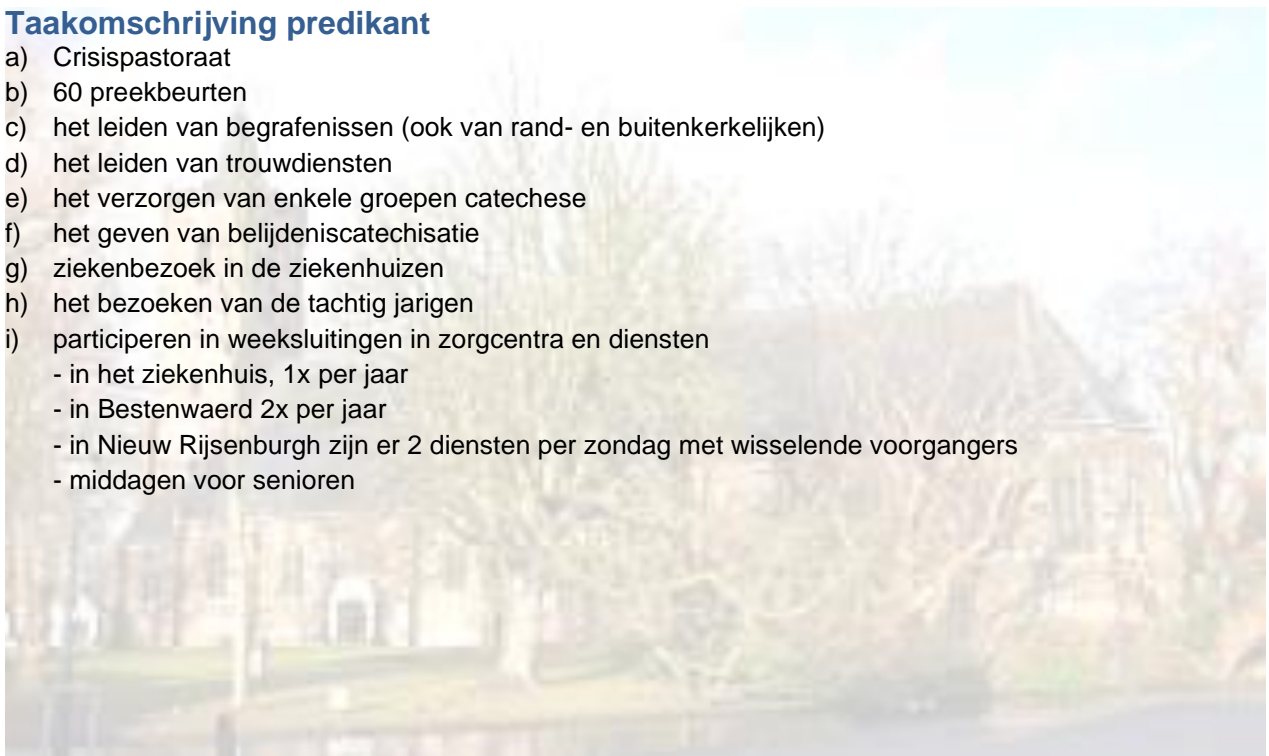 Taakomschrijving predikant
a) Crisispastoraat
b) 60 preekbeurten
c) het leiden van begrafenissen (ook van rand- en buitenkerkelijken)
d) het leiden van trouwdiensten
e) het verzorgen van enkele groepen catechese
f) het geven van belijdeniscatechisatie
g) ziekenbezoek in de ziekenhuizen
h) het bezoeken van de tachtig jarigen
i) participeren in weeksluitingen in zorgcentra en diensten
- in het ziekenhuis, 1x per jaar
- in Bestenwaerd 2x per jaar
- in Nieuw Rijsenburgh zijn er 2 diensten per zondag met wisselende voorgangers
- middagen voor senioren